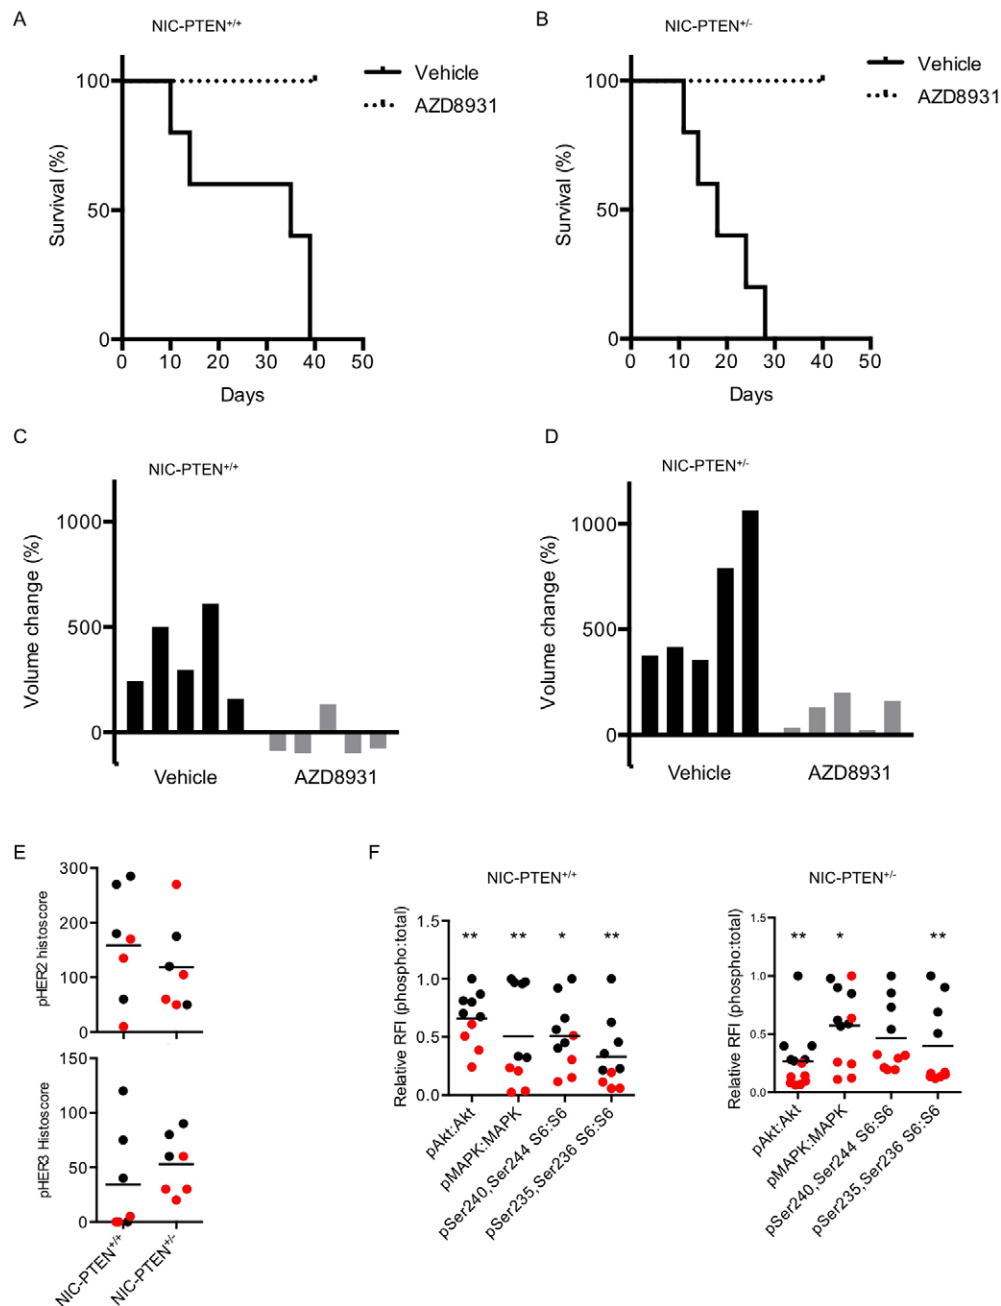 A
NIC-PTEN+/+
Vehicle
AZD8931
Survival (%)
100
50
0
0 10 20 30 40 50
Days
B
NIC-PTEN+/-
Vehicle
AZD8931
Survival (%)
100
50
0
0 10 20 30 40 50
Days
C
NIC-PTEN+/+
Volume change (%)
1000
500
0
Vehicle AZD8931
D
NIC-PTEN+/-
Volume change (%)
1000
500
0
Vehicle AZD8931
E
pHER2 histoscore
300
200
100
0
pHER3 Histoscore
150
100
50
0
NIC-PTEN+/+
NIC-PTEN+/-
F
NIC-PTEN+/+
Relative RFI (phospho:total)
1.5
1.0
0.5
0.0
** ** * **
pAkt:Akt
pMAPK:MAPK
pSer240,Ser244 S6:S6
pSer235,Ser236 S6:S6
NIC-PTEN+/-
Relative RFI (phospho:total)
1.5
1.0
0.5
0.0
** * **
pAkt:Akt
pMAPK:MAPK
pSer240,Ser244 S6:S6
pSer235,Ser236 S6:S6